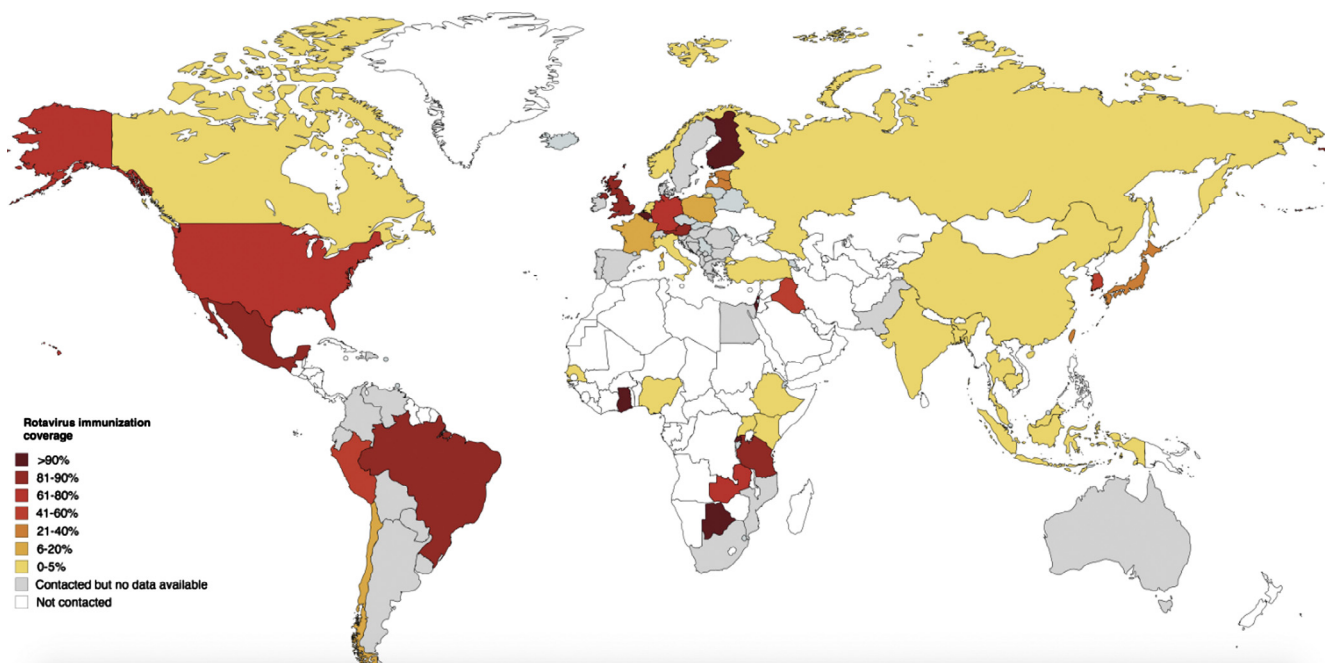 Rotavirus immunization
coverage
>90%
81-90%
61-80%
41-60%
21-40%
6-20%
0-5%
Contacted but no data available
Not contacted